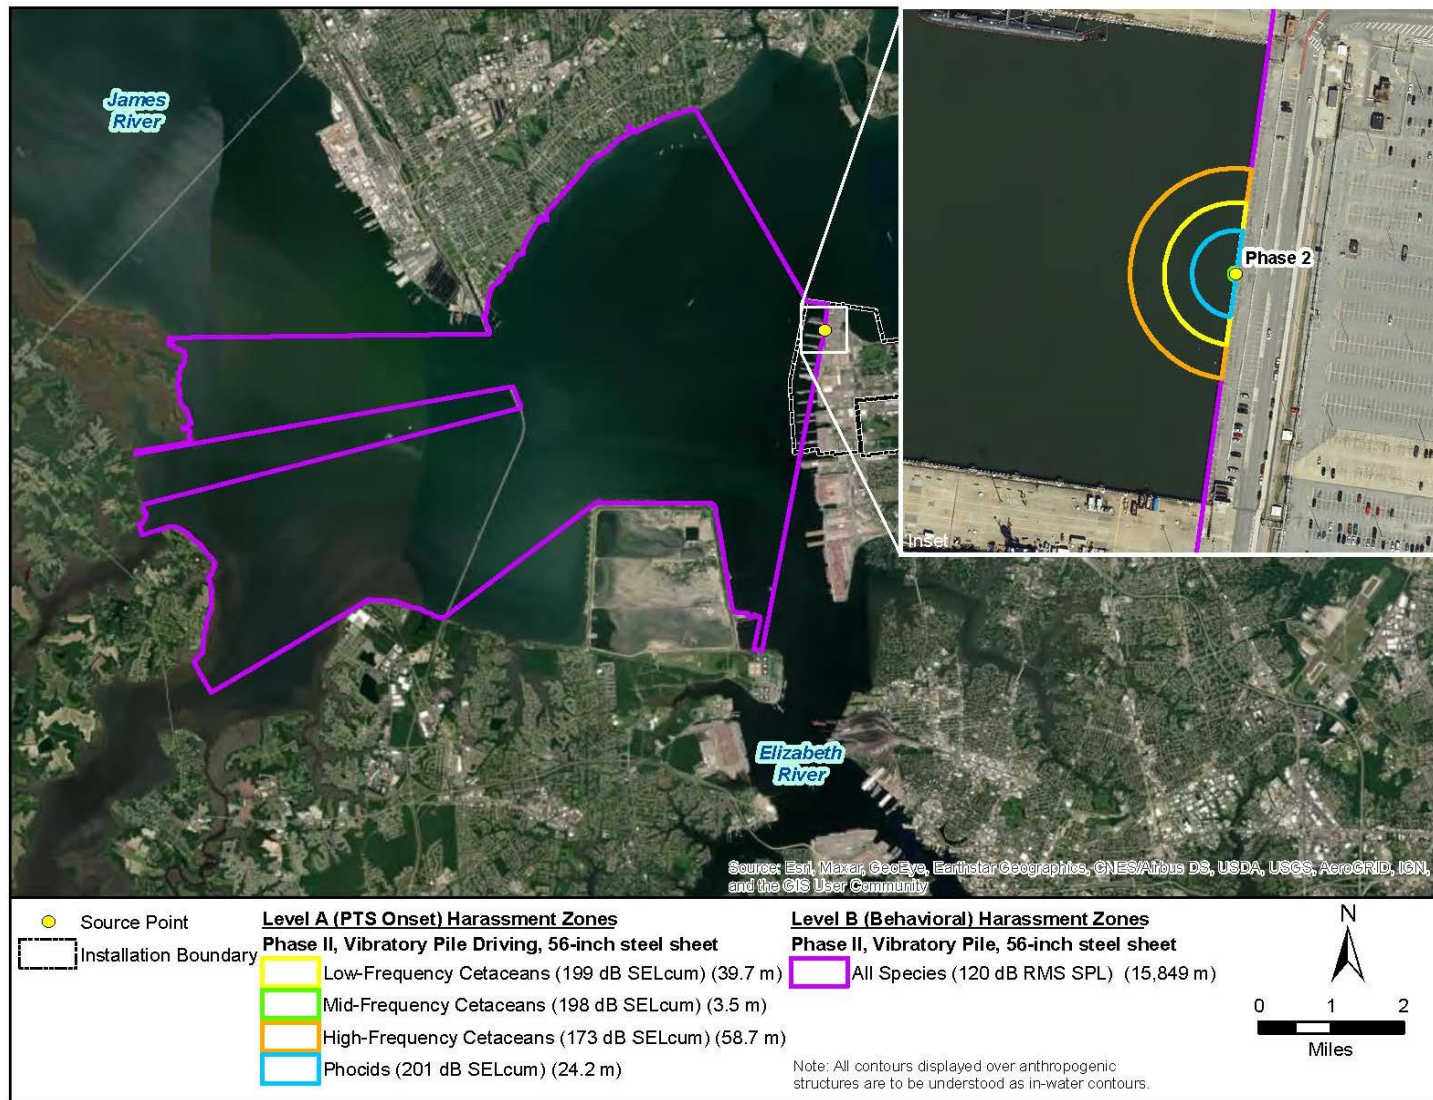 James
River
Phase 2
Inset
Elizabeth
River
Source: Esri, Maxar, GeoEye, Earthstar Geographics, CNES/Airbus DS, USDA, USGS, AeroGRID, IGN,
and the GIS User Community
Source Point
Installation Boundary
Level A (PTS Onset) Harassment Zones
Phase II, Vibratory Pile Driving, 56-inch steel sheet
Low-Frequency Cetaceans (199 dB SELcum) (39.7 m)
Mid-Frequency Cetaceans (198 dB SELcum) (3.5 m)
High-Frequency Cetaceans (173 dB SELcum) (58.7 m)
Phocids (201 dB SELcum) (24.2 m)
Level B (Behavioral) Harassment Zones
Phase II, Vibratory Pile, 56-inch steel sheet
All Species (120 dB RMS SPL) (15,849 m)
Note: All contours displayed over anthropogenic
structures are to be understood as in-water contours.
N
0 1 2
Miles